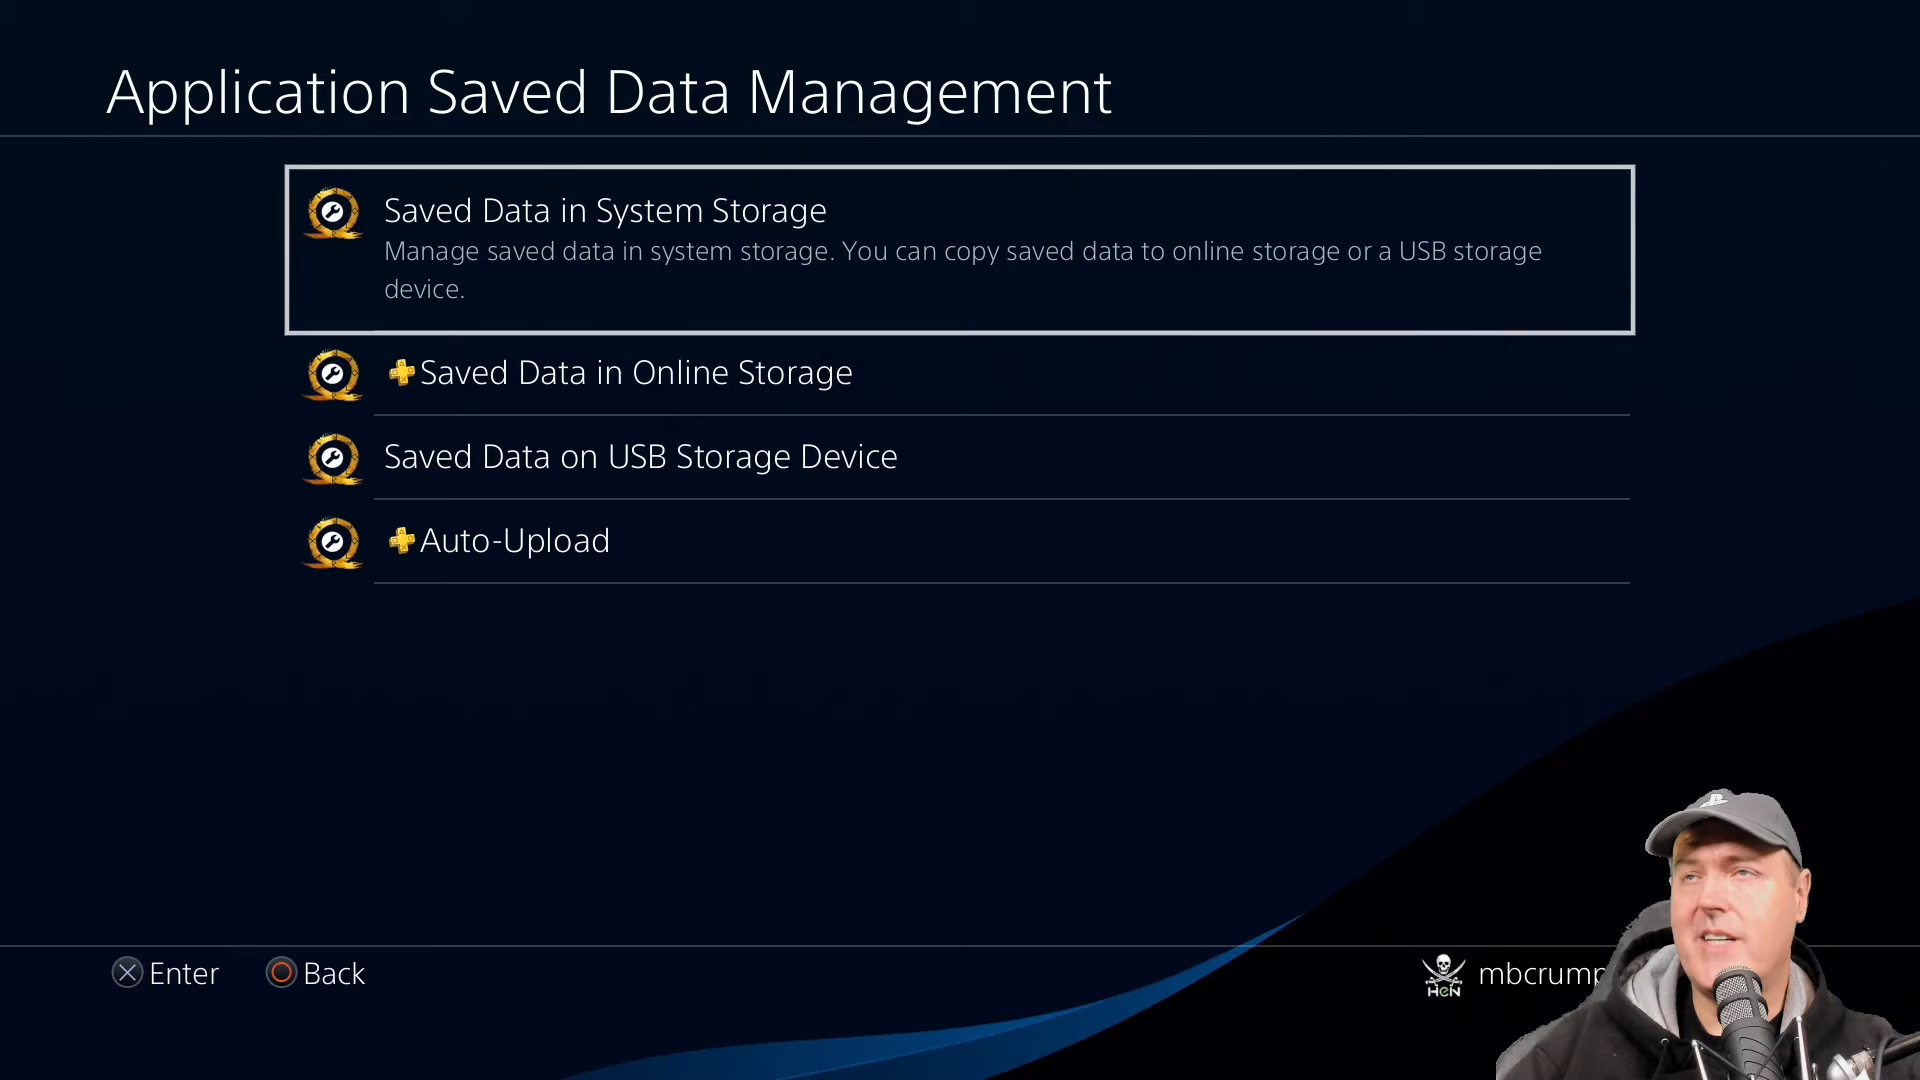 Application Saved Data Management
Saved Data in System Storage
Manage saved data in system storage. You can copy saved data to online storage or a USB storage
device.
Saved Data in Online Storage
Saved Data on USB Storage Device
Auto-Upload
Enter
Back
HeN
mbcrump